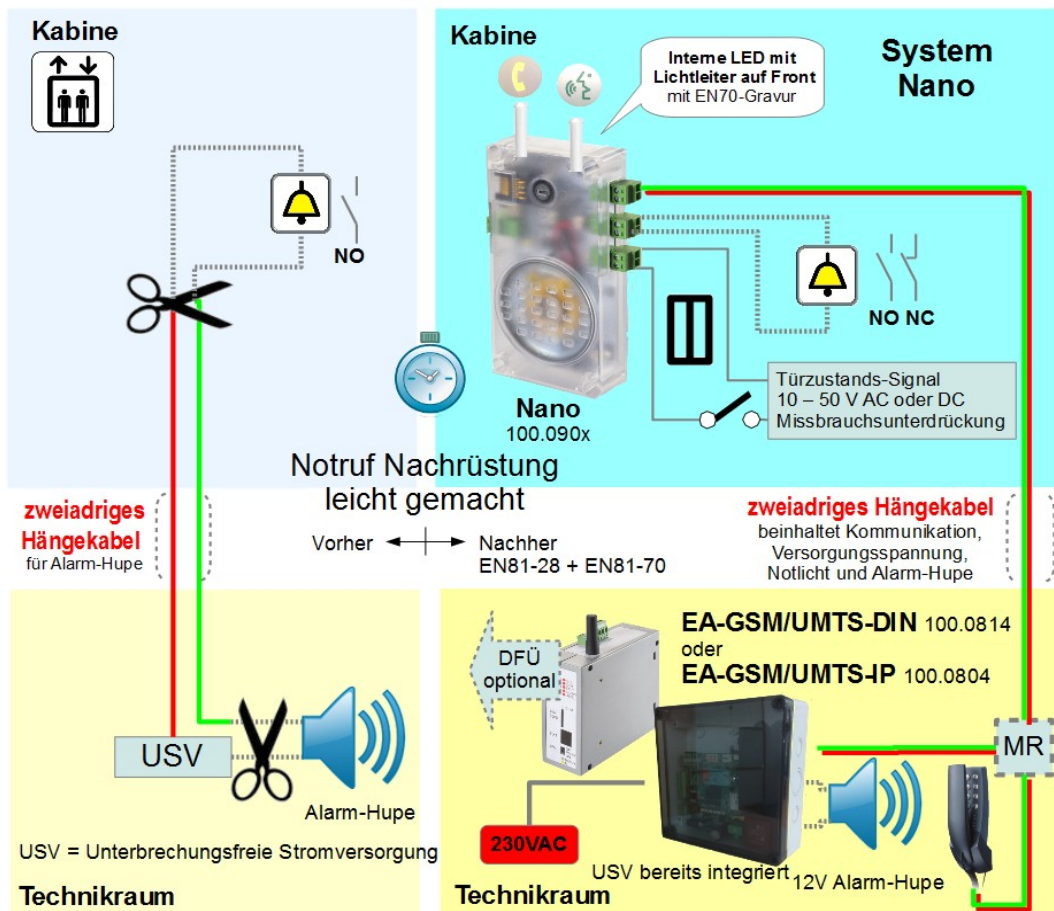 Kabine
NO
Kabine
Interne LED mit
Lichtleiter auf Front
mit EN70-Gravur
System
Nano
NO NC
Türzustands-Signal
10 – 50 V AC oder DC
Missbrauchsunterdrückung
Nano
100.090x
Notruf Nachrüstung
leicht gemacht
Vorher
Nachher
EN81-28 + EN81-70
zweiadriges
Hängekabel
für Alarm-Hupe
zweiadriges Hängekabel
beinhaltet Kommunikation,
Versorgungsspannung,
Notlicht und Alarm-Hupe
USV
Alarm-Hupe
USV = Unterbrechungsfreie Stromversorgung
Technikraum
DFÜ
optional
EA-GSM/UMTS-DIN 100.0814
oder
EA-GSM/UMTS-IP 100.0804
MR
230VAC
USV bereits integriert
12V Alarm-Hupe
Technikraum